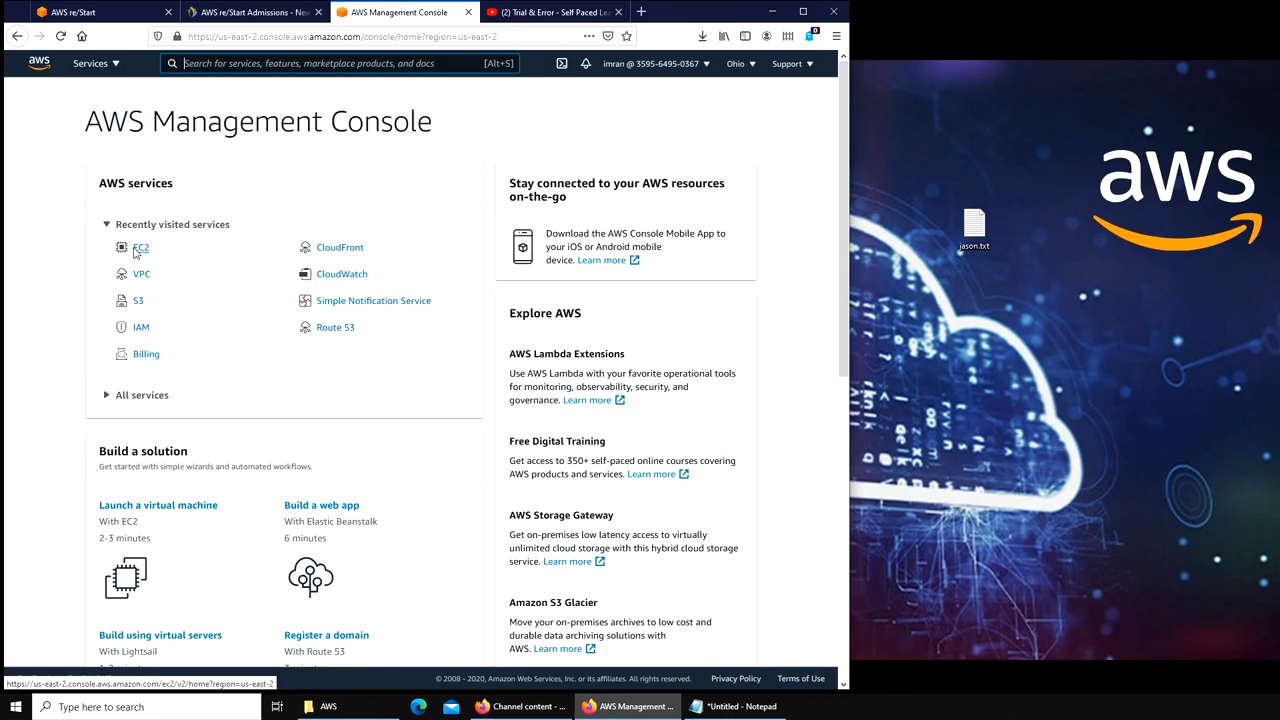 AWS re/Start
AWS re/Start Admissions - New
AWS Management Console
(2) Trial & Error - Self Paced Lea
https://us-east-2.console.aws.amazon.com/console/home?region=us-east-2
aws
Services
Search for services, features, marketplace products, and docs
[Alt+S]
imran @ 3595-6495-0367
Ohio
Support
AWS Management Console
AWS services
Recently visited services
EC2
CloudFront
VPC
CloudWatch
S3
Simple Notification Service
IAM
Route 53
Billing
All services
Stay connected to your AWS resources
on-the-go
Download the AWS Console Mobile App to
your iOS or Android mobile
device. Learn more
Explore AWS
AWS Lambda Extensions
Use AWS Lambda with your favorite operational tools
for monitoring, observability, security, and
governance. Learn more
Free Digital Training
Get access to 350+ self-paced online courses covering
AWS products and services. Learn more
AWS Storage Gateway
Get on-premises low latency access to virtually
unlimited cloud storage with this hybrid cloud storage
service. Learn more
Amazon S3 Glacier
Move your on-premises archives to low cost and
durable data archiving solutions with
AWS. Learn more
Build a solution
Get started with simple wizards and automated workflows.
Launch a virtual machine
With EC2
2-3 minutes
Build a web app
With Elastic Beanstalk
6 minutes
Build using virtual servers
With Lightsail
Register a domain
With Route 53
https://us-east-2.console.aws.amazon.com/ec2/v2/home?region=us-east-2
© 2008 - 2020, Amazon Web Services, Inc. or its affiliates. All rights reserved.
Privacy Policy
Terms of Use
aws
jason.txt
Type here to search
AWS
Channel content - ...
AWS Management ...
*Untitled - Notepad